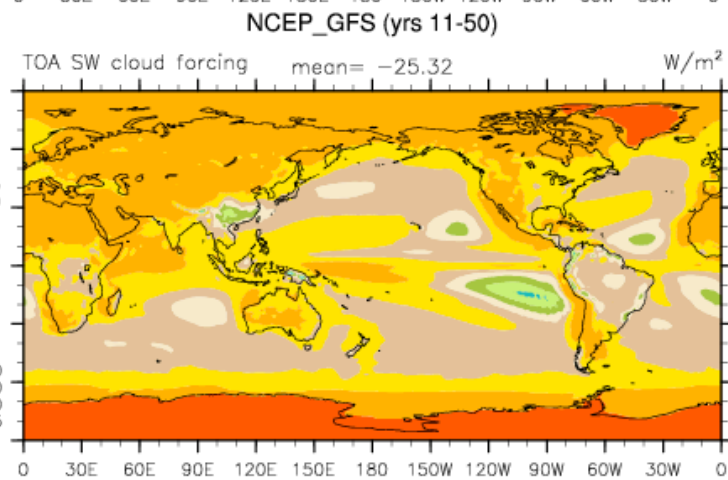 NCEP_GFS (yrs 11-50)
TOA SW cloud forcing mean= -25.32 W/m²
0 30E 60E 90E 120E 150E 180 150W 120W 90W 60W 30W 0